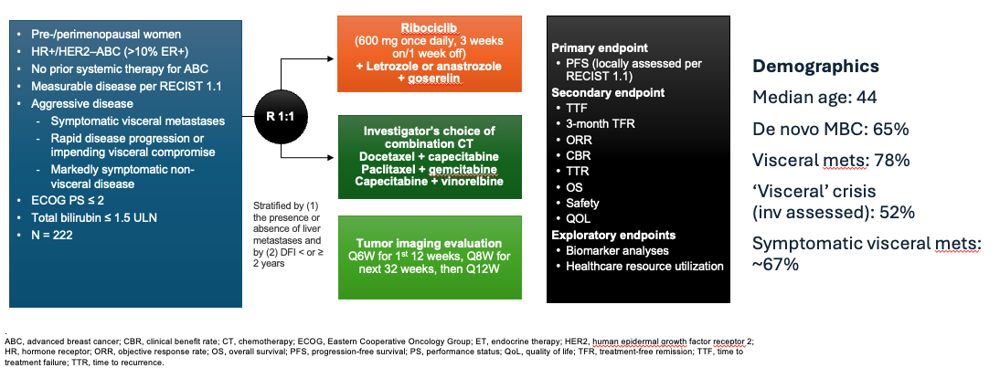 • Pre-/perimenopausal women
• HR+/HER2–ABC (>10% ER+)
• No prior systemic therapy for ABC
• Measurable disease per RECIST 1.1
• Aggressive disease
- Symptomatic visceral metastases
- Rapid disease progression or
impending visceral compromise
- Markedly symptomatic non-
visceral disease
• ECOG PS ≤ 2
• Total bilirubin ≤ 1.5 ULN
• N = 222
R 1:1
Stratified by (1)
the presence or
absence of liver
metastases and
by (2) DFI < or ≥
2 years
Ribociclib
(600 mg once daily, 3 weeks
on/1 week off)
+ Letrozole or anastrozole
+ goserelin
Investigator's choice of
combination CT
Docetaxel + capecitabine
Paclitaxel + gemcitabine
Capecitabine + vinorelbine
Tumor imaging evaluation
Q6W for 1st 12 weeks, Q8W for
next 32 weeks, then Q12W
Primary endpoint
• PFS (locally assessed per
RECIST 1.1)
Secondary endpoint
• TTF
• 3-month TFR
• ORR
• CBR
• TTR
• OS
• Safety
• QOL
Exploratory endpoints
• Biomarker analyses
• Healthcare resource utilization
Demographics
Median age: 44
De novo MBC: 65%
Visceral mets: 78%
‘Visceral’ crisis
(inv assessed): 52%
Symptomatic visceral mets:
~67%
.
ABC, advanced breast cancer; CBR, clinical benefit rate; CT, chemotherapy; ECOG, Eastern Cooperative Oncology Group; ET, endocrine therapy; HER2, human epidermal growth factor receptor 2;
HR, hormone receptor; ORR, objective response rate; OS, overall survival; PFS, progression-free survival; PS, performance status; QoL, quality of life; TFR, treatment-free remission; TTF, time to
treatment failure; TTR, time to recurrence.